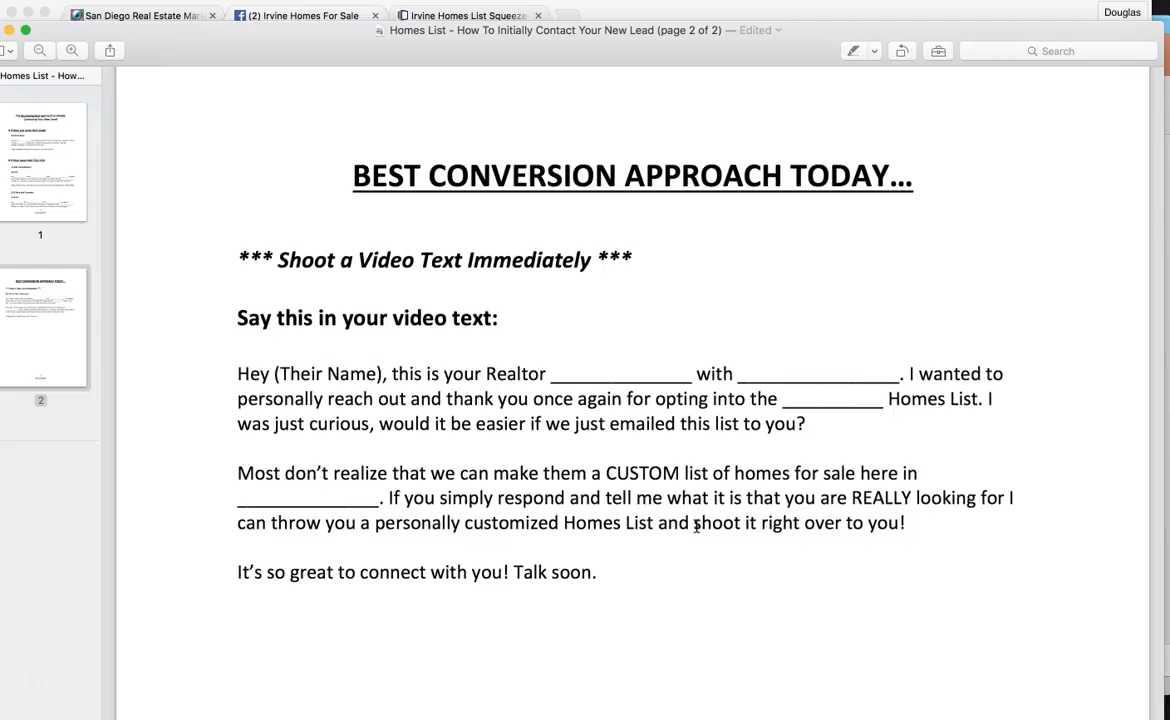 San Diego Real Estate Mark
(2) Irvine Homes For Sale
Irvine Homes List Squeeze
Douglas
Homes List - How To Initially Contact Your New Lead (page 2 of 2) — Edited
Search
Homes List - How...
1
2
BEST CONVERSION APPROACH TODAY...
*** Shoot a Video Text Immediately ***
Say this in your video text:
Hey (Their Name), this is your Realtor ______________ with ________________. I wanted to
personally reach out and thank you once again for opting into the __________ Homes List. I
was just curious, would it be easier if we just emailed this list to you?
Most don't realize that we can make them a CUSTOM list of homes for sale here in
______________. If you simply respond and tell me what it is that you are REALLY looking for I
can throw you a personally customized Homes List and shoot it right over to you!
It's so great to connect with you! Talk soon.